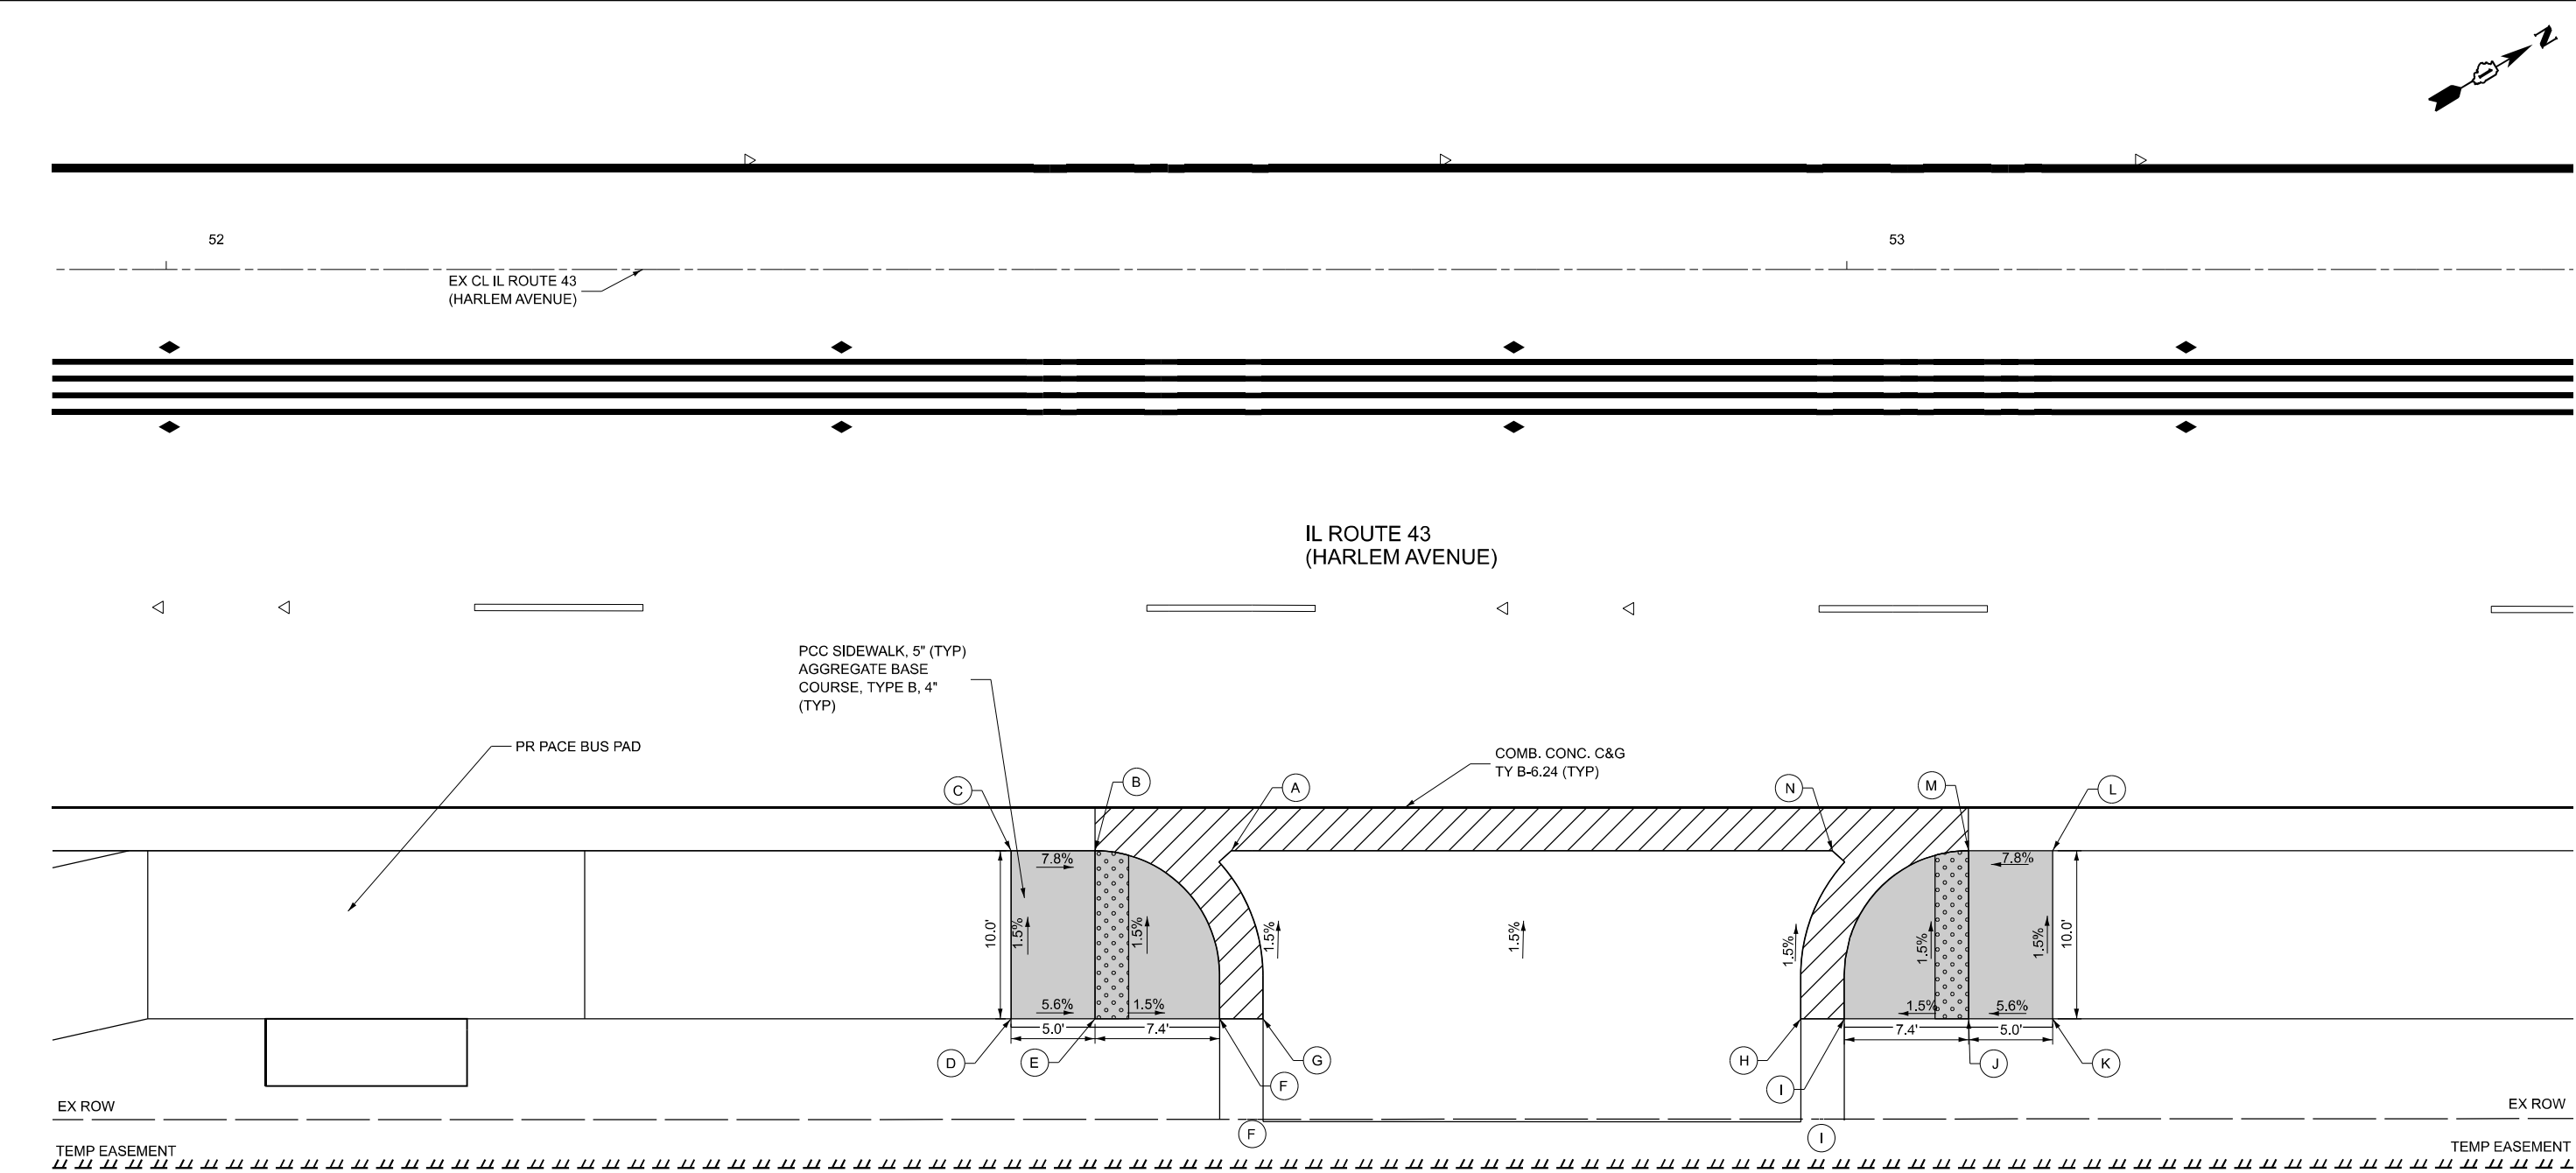 N
52
53
EX CL IL ROUTE 43
(HARLEM AVENUE)
IL ROUTE 43
(HARLEM AVENUE)
PCC SIDEWALK, 5" (TYP)
AGGREGATE BASE
COURSE, TYPE B, 4"
(TYP)
PR PACE BUS PAD
COMB. CONC. C&G
TY B-6.24 (TYP)
C
B
A
N
M
L
7.8%
7.8%
10.0'
1.5%
1.5%
1.5%
1.5%
1.5%
1.5%
1.5%
10.0'
5.6%
1.5%
1.5%
5.6%
5.0'
7.4'
7.4'
5.0'
D
E
F
G
H
I
J
K
EX ROW
EX ROW
F
I
TEMP EASEMENT
TEMP EASEMENT